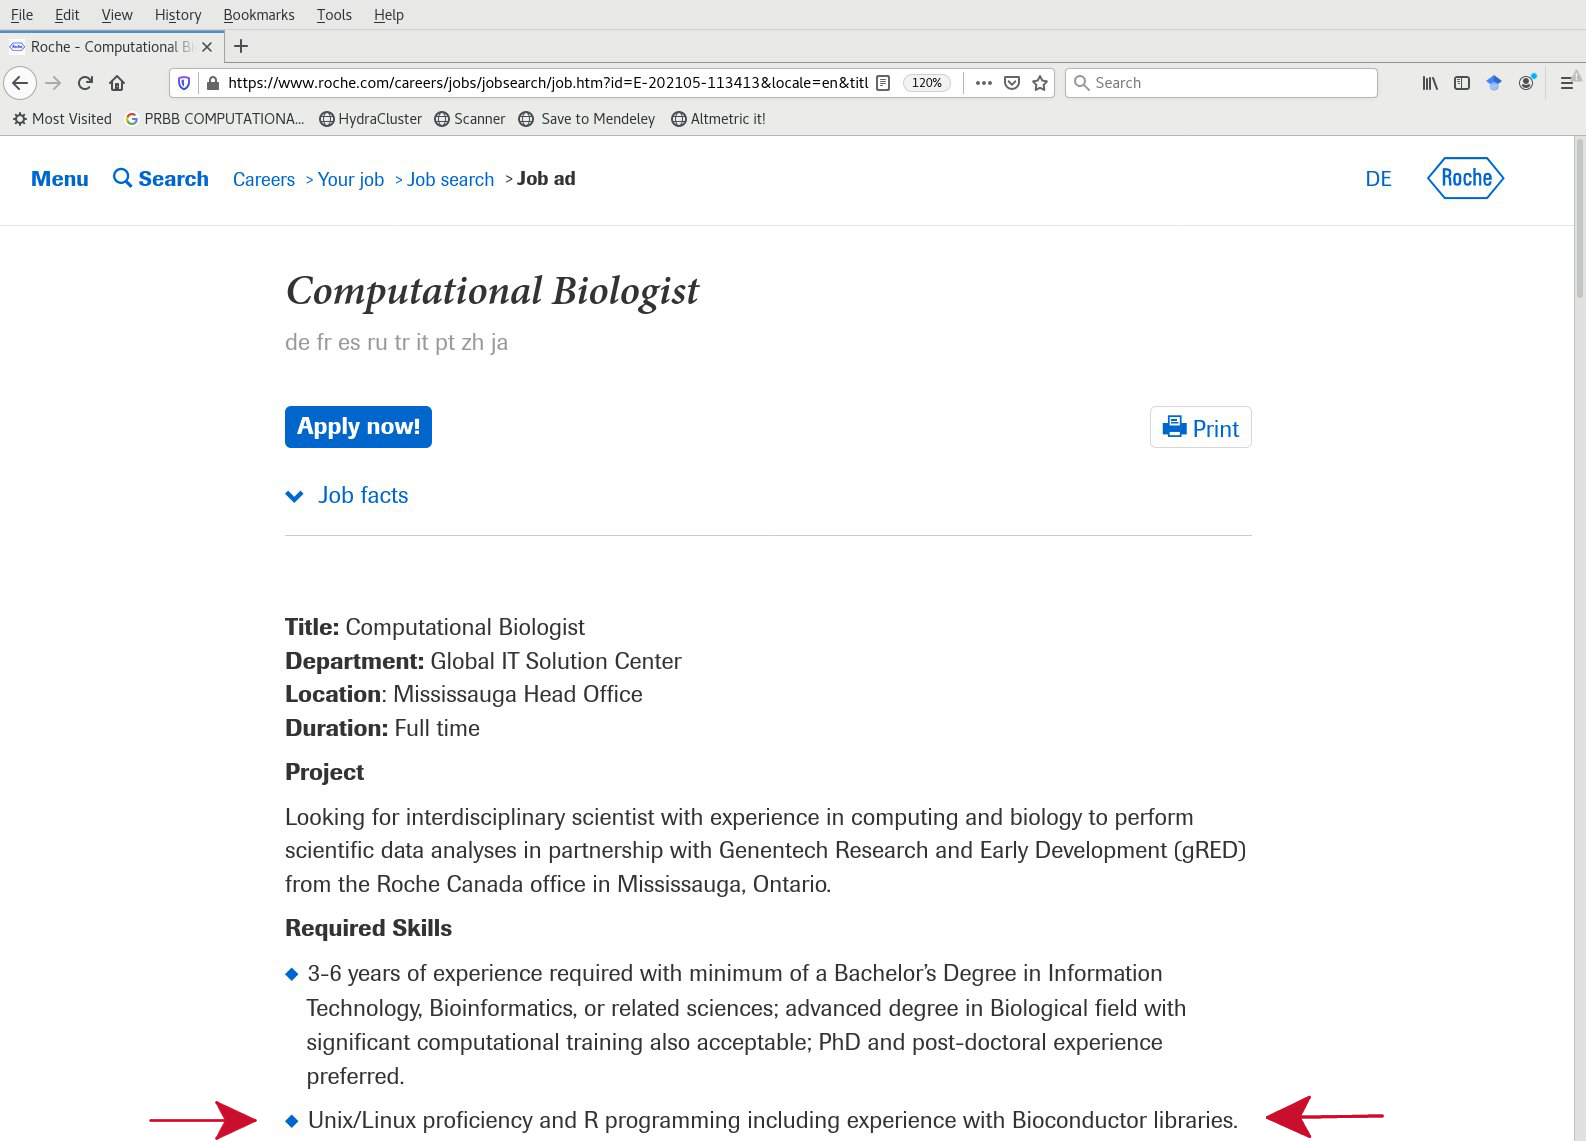 File Edit View History Bookmarks Tools Help
Roche - Computational Bi
https://www.roche.com/careers/jobs/jobsearch/job.htm?id=E-202105-113413&locale=en&titl 120% Search
Most Visited PRBB COMPUTATIONA... HydraCluster Scanner Save to Mendeley Altmetric it!
Menu Search Careers > Your job > Job search > Job ad DE Roche
Computational Biologist
de fr es ru tr it pt zh ja
Apply now! Print
Job facts
Title: Computational Biologist
Department: Global IT Solution Center
Location: Mississauga Head Office
Duration: Full time
Project
Looking for interdisciplinary scientist with experience in computing and biology to perform
scientific data analyses in partnership with Genentech Research and Early Development (gRED)
from the Roche Canada office in Mississauga, Ontario.
Required Skills
3-6 years of experience required with minimum of a Bachelor’s Degree in Information
Technology, Bioinformatics, or related sciences; advanced degree in Biological field with
significant computational training also acceptable; PhD and post-doctoral experience
preferred.
Unix/Linux proficiency and R programming including experience with Bioconductor libraries.